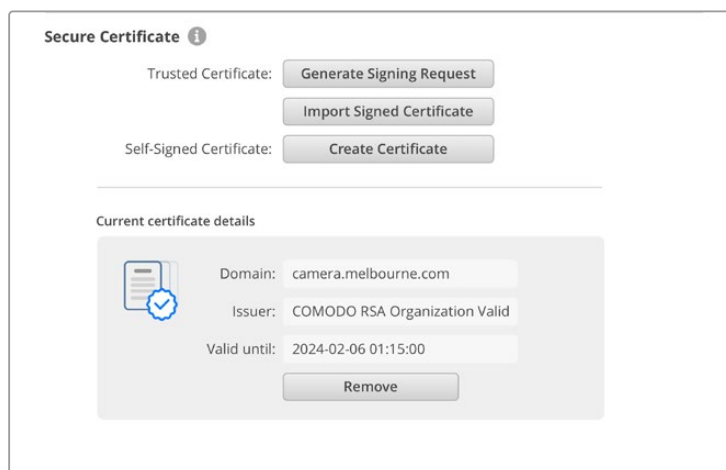 Secure Certificate i
Trusted Certificate: Generate Signing Request
Import Signed Certificate
Self-Signed Certificate: Create Certificate
Current certificate details
Domain: camera.melbourne.com
Issuer: COMODO RSA Organization Valid
Valid until: 2024-02-06 01:15:00
Remove